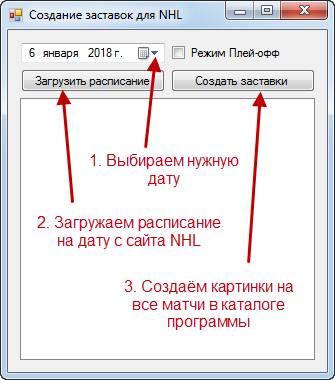 Создание заставок для NHL
6 января 2018 г.
Режим Плей-офф
Загрузить расписание
Создать заставки
1. Выбираем нужную
дату
2. Загружаем расписание
на дату с сайта NHL
3. Создаём картинки на
все матчи в каталоге
программы